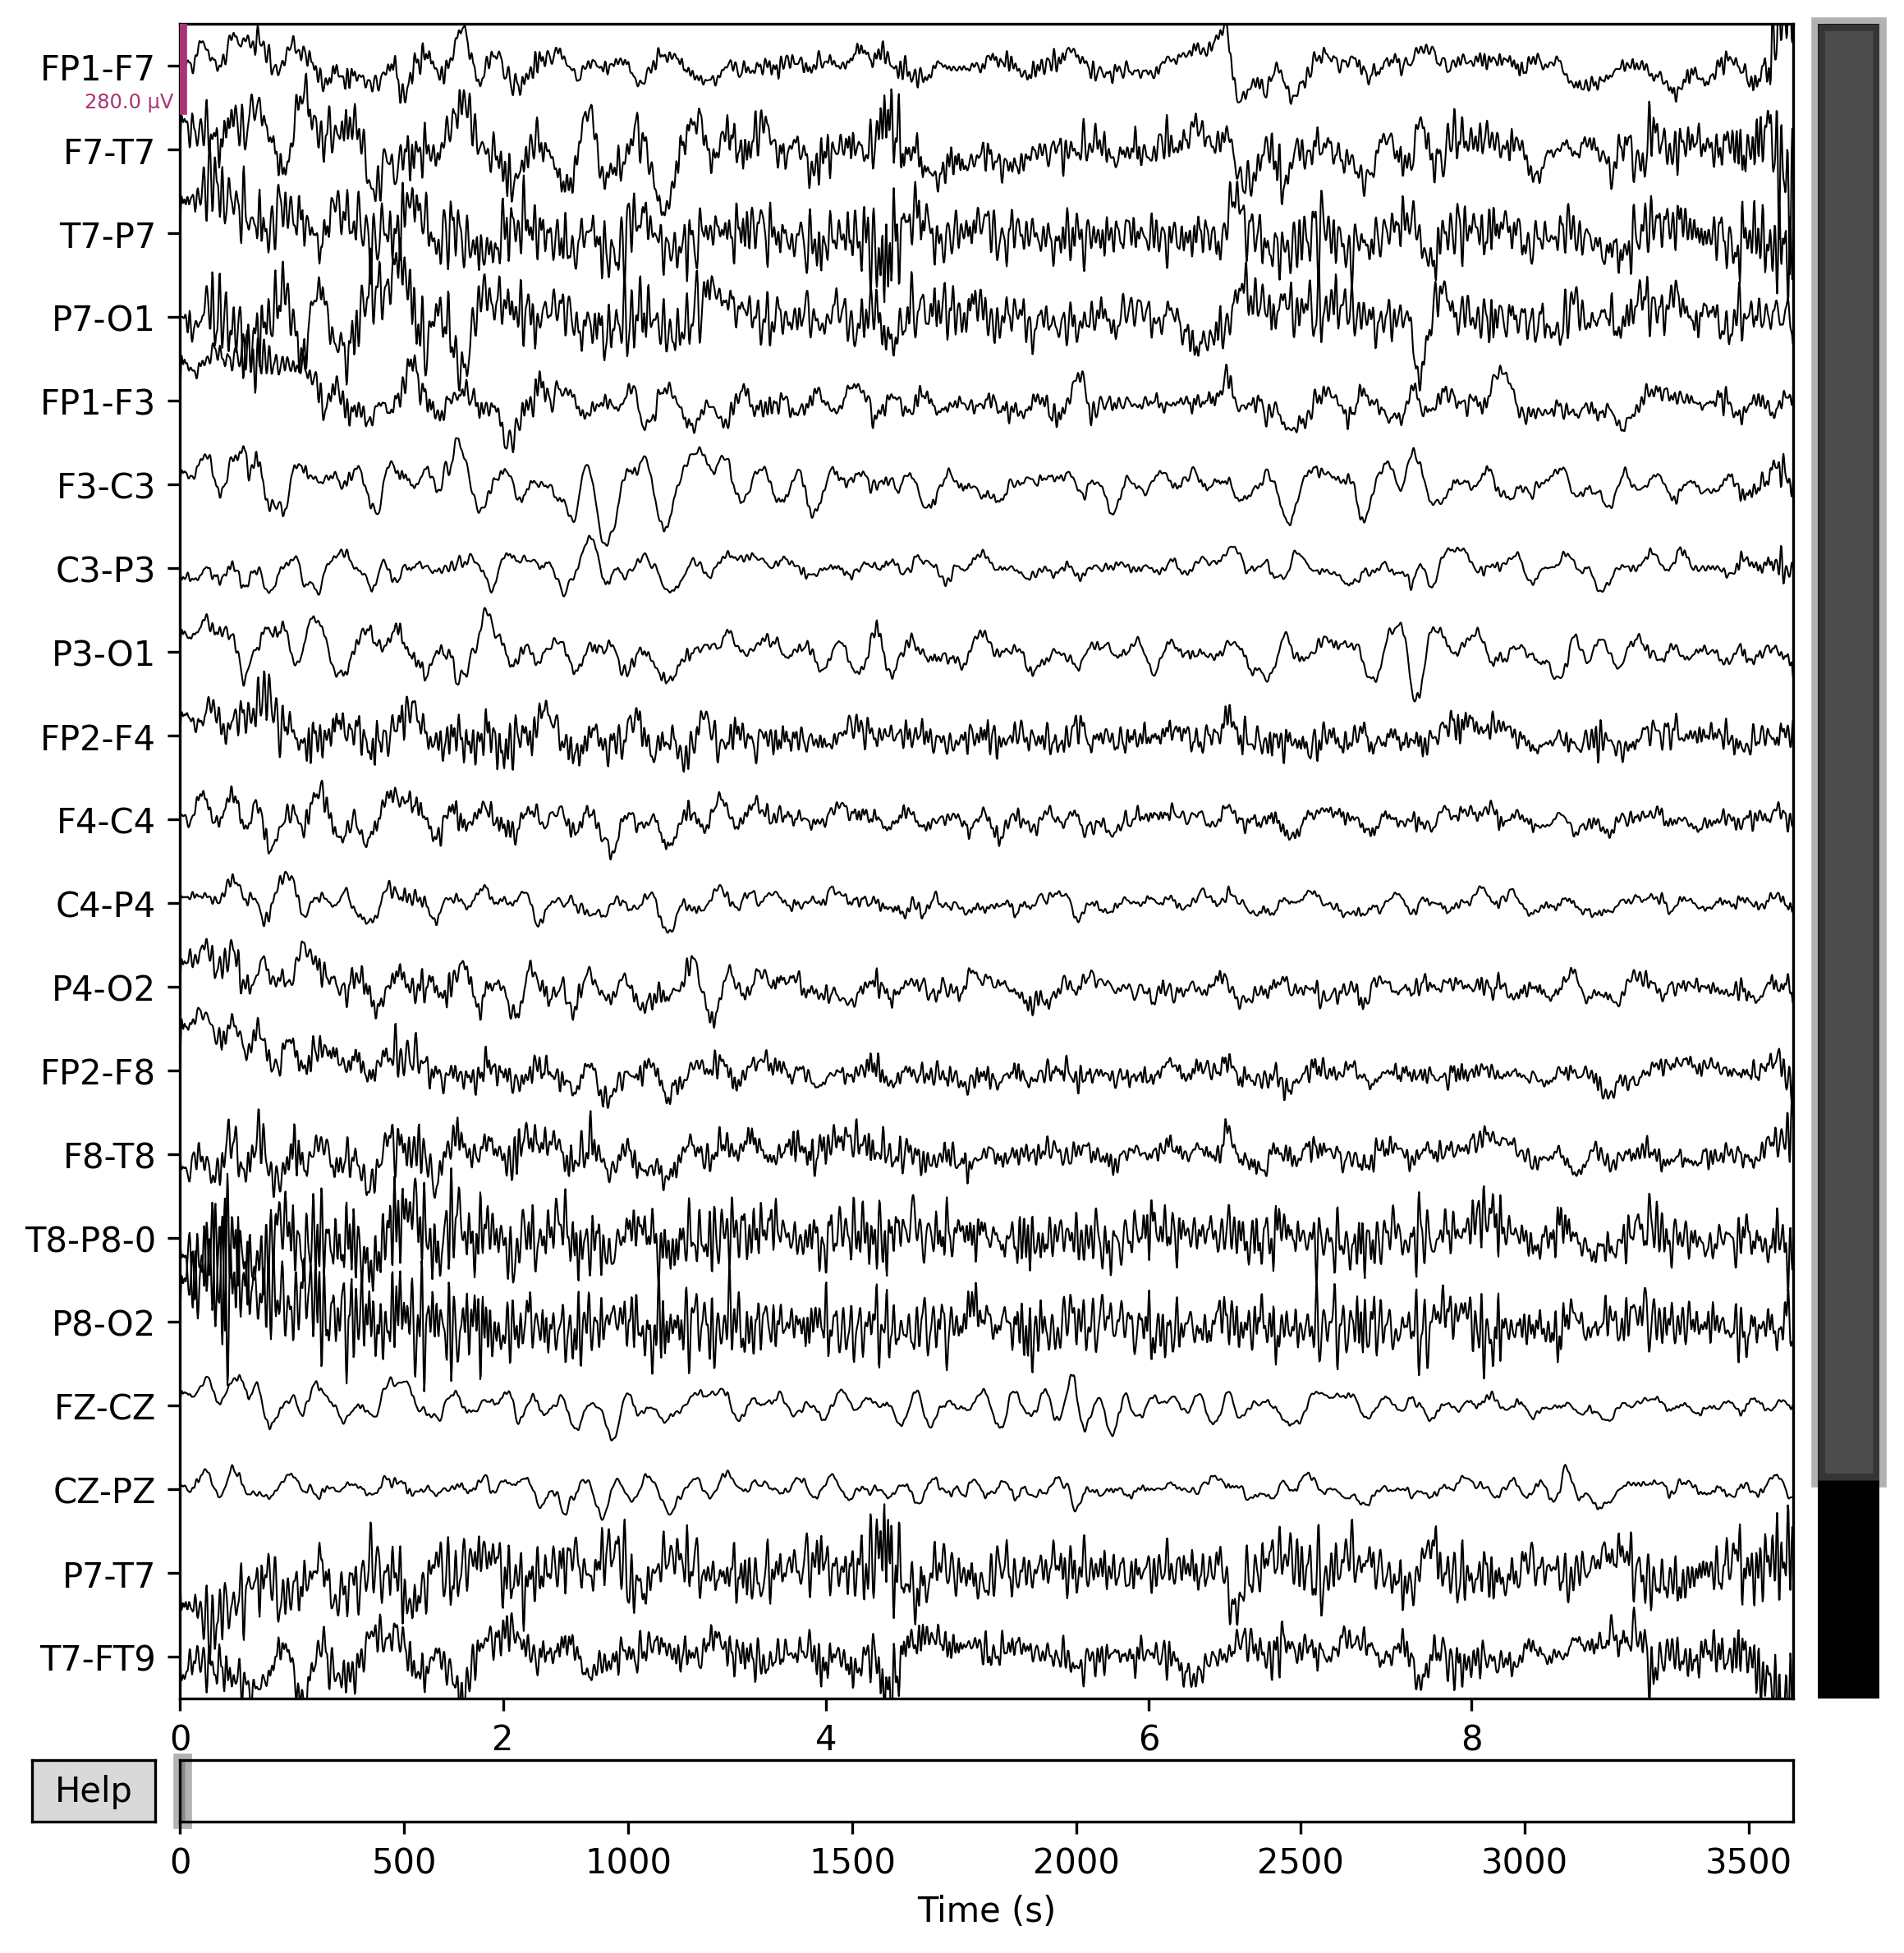 FP1-F7
280.0 µV
F7-T7
T7-P7
P7-O1
FP1-F3
F3-C3
C3-P3
P3-O1
FP2-F4
F4-C4
C4-P4
P4-O2
FP2-F8
F8-T8
T8-P8-0
P8-O2
FZ-CZ
CZ-PZ
P7-T7
T7-FT9
0 2 4 6 8
Help
0 500 1000 1500 2000 2500 3000 3500
Time (s)